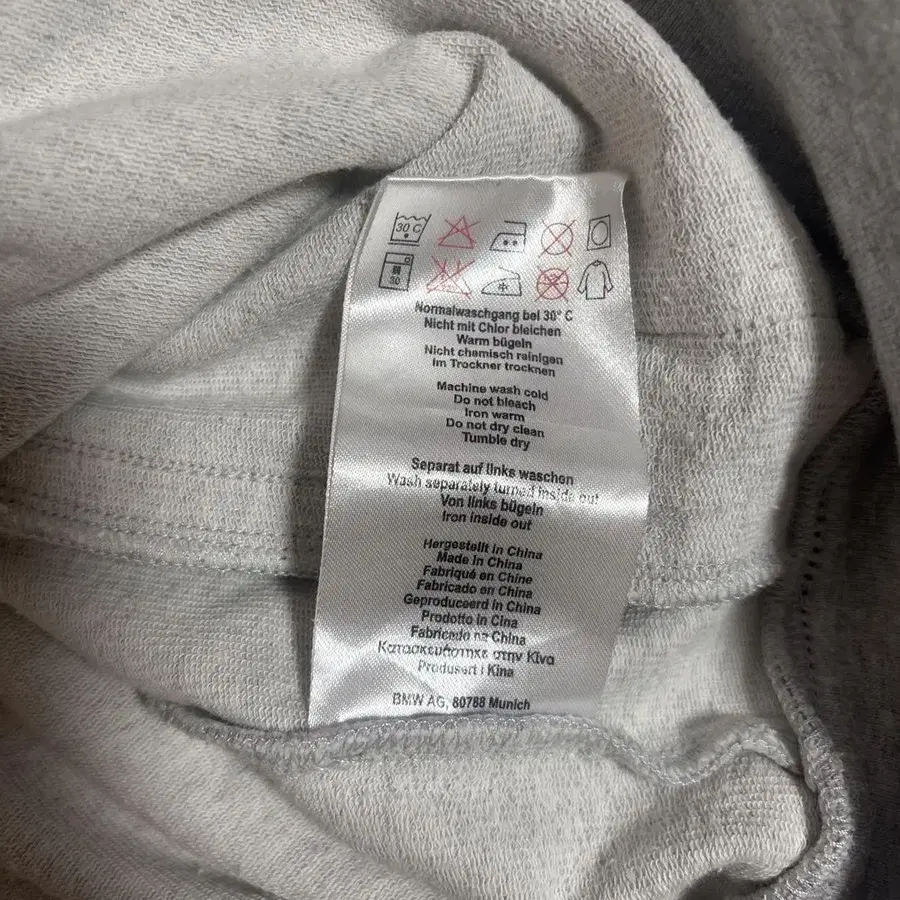 30 C
30
Normalwaschgang bei 30° C
Nicht mit Chlor bleichen
Warm bügeln
Nicht chemisch reinigen
Im Trockner trocknen
Machine wash cold
Do not bleach
Iron warm
Do not dry clean
Tumble dry
Separat auf links waschen
Wash separately turned inside out
Von links bügeln
Iron inside out
Hergestellt in China
Made in China
Fabriqué en Chine
Fabricado en China
Geproduceerd in China
Prodotto in Cina
Fabricado na China
Κατασκευάστηκε στην Κίνα
Produsert i Kina
BMW AG, 80788 Munich